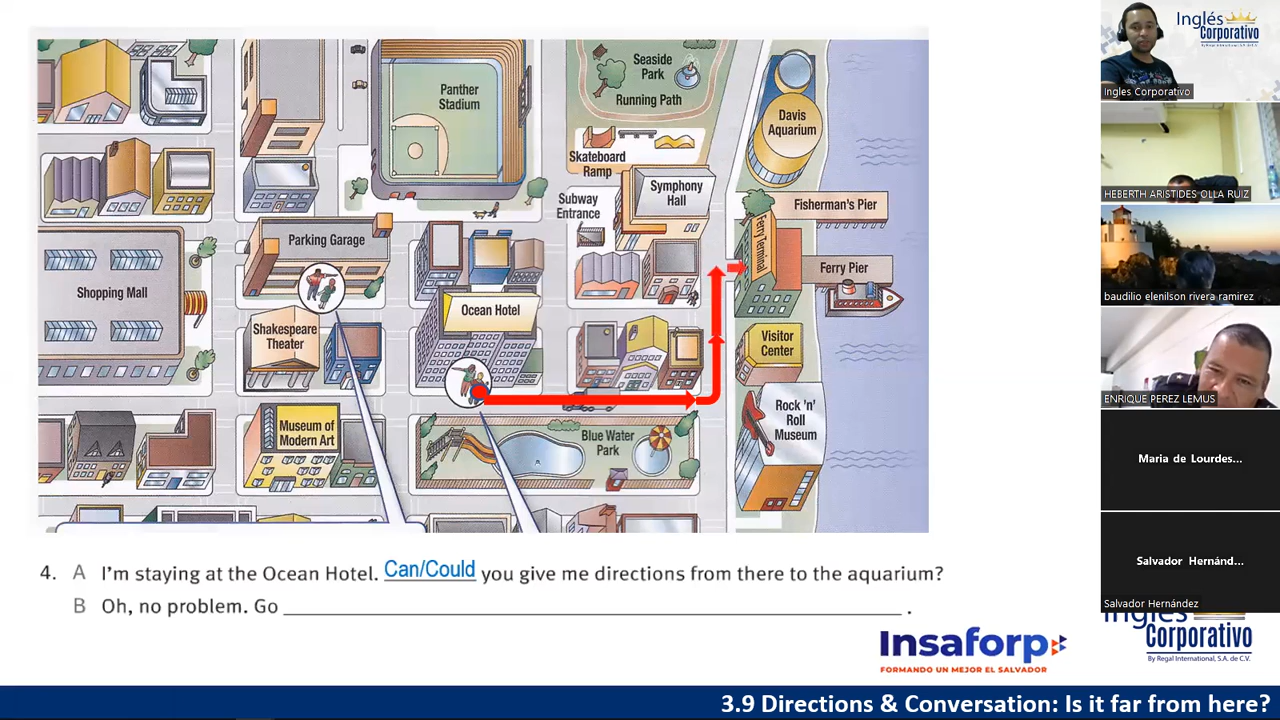 Seaside
Park
Running Path
Panther
Stadium
Davis
Aquarium
Skateboard
Ramp
Subway
Entrance
Symphony
Hall
Fisherman's Pier
Parking Garage
Ferry Terminal
Ferry Pier
Shopping Mall
Ocean Hotel
Shakespeare
Theater
Visitor
Center
Museum of
Modern Art
Blue Water
Park
Rock 'n'
Roll
Museum
4. A I'm staying at the Ocean Hotel. Can/Could you give me directions from there to the aquarium?
B Oh, no problem. Go ______ .
Insaforp
FORMANDO UN MEJOR EL SALVADOR
3.9 Directions & Conversation: Is it far from here?
Inglés
Corporativo
By Regal International, S.A. de C.V.
Ingles Corporativo
HEBERTH ARISTIDES OLLA RUIZ
baudilio elenilson rivera ramirez
ENRIQUE PEREZ LEMUS
Maria de Lourdes...
Salvador Hernánd...
Salvador Hernández
Inglés
Corporativo
By Regal International, S.A. de C.V.